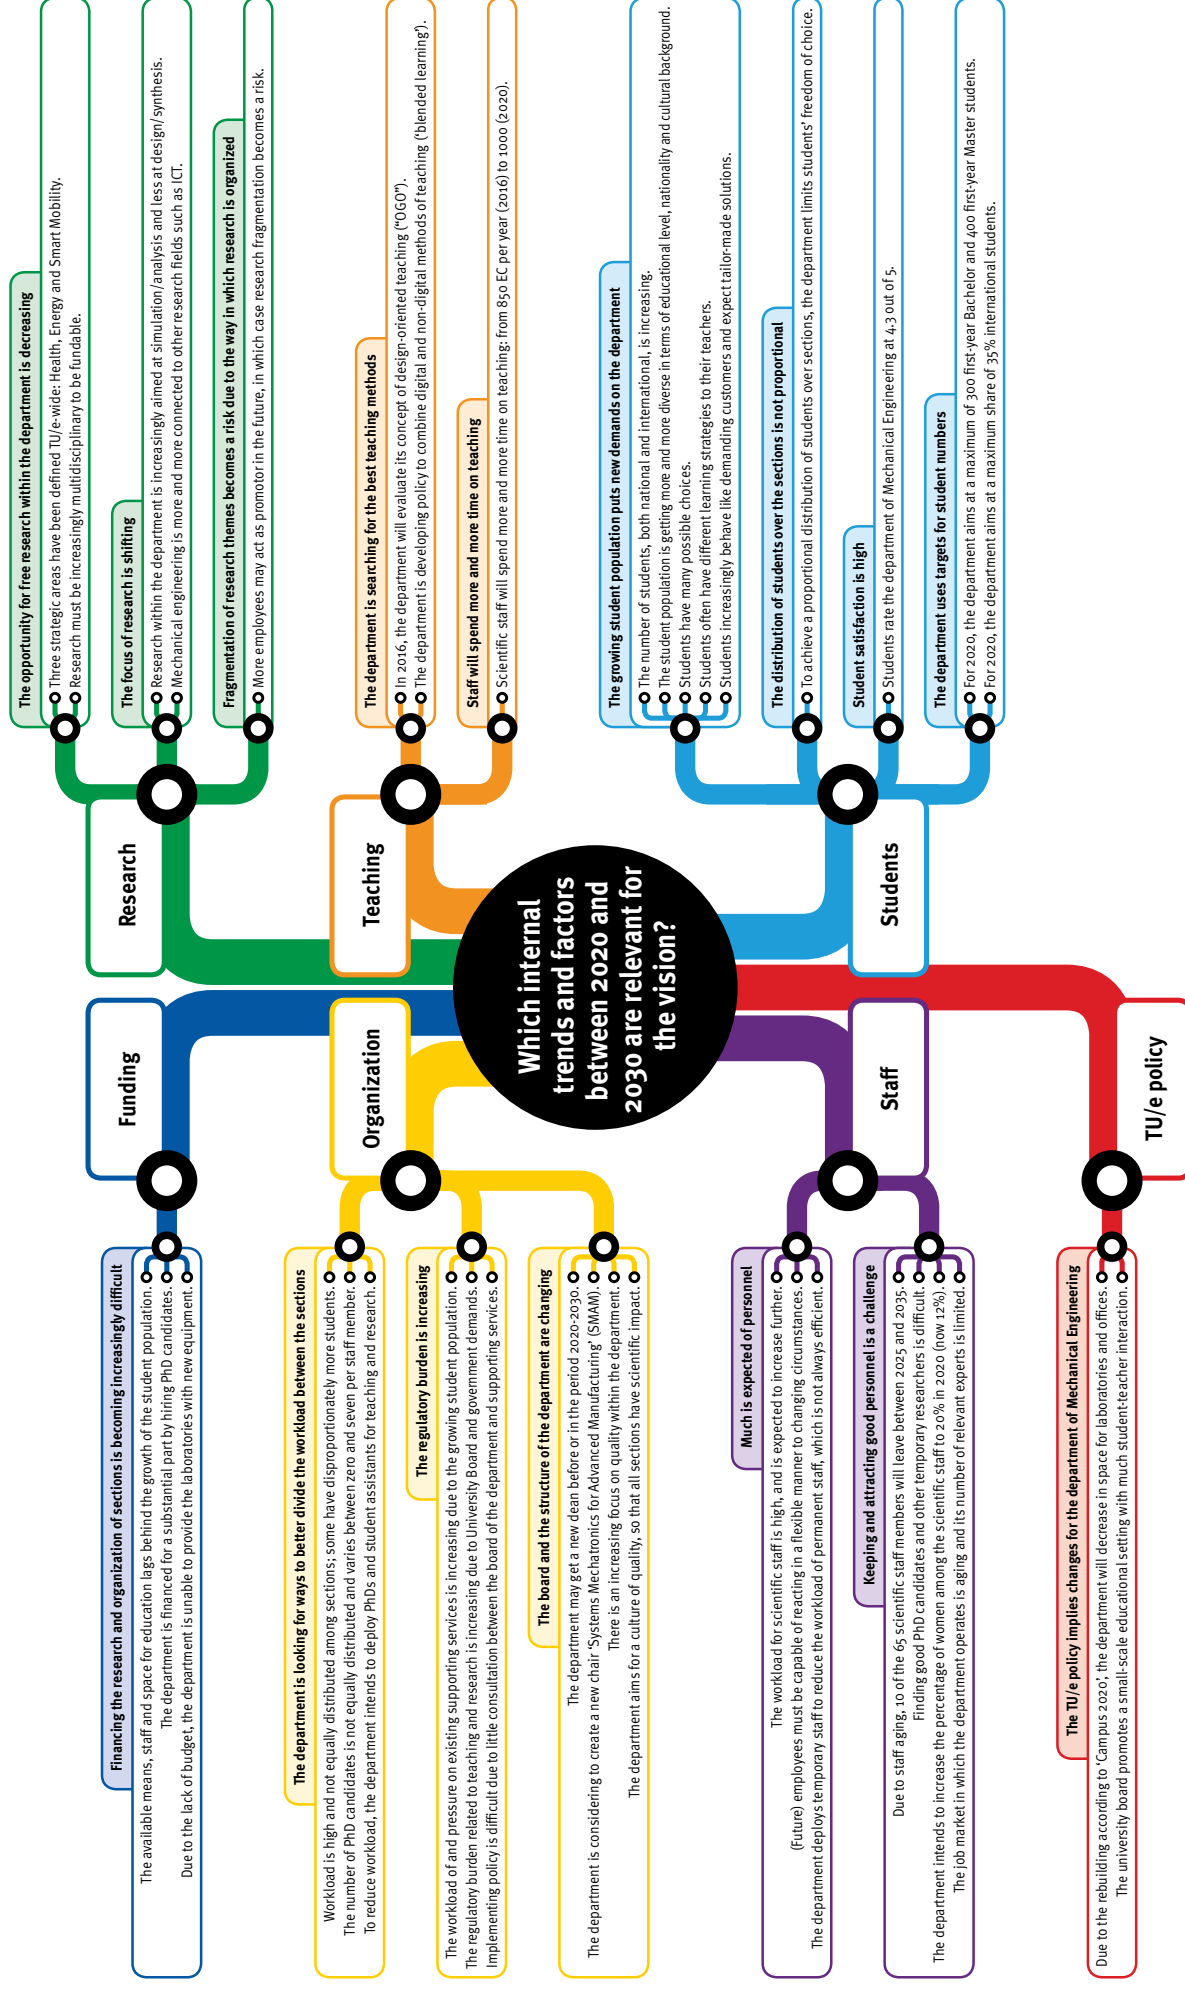 Which internal
trends and factors
between 2020 and
2030 are relevant for
the vision?
Funding
Financing the research and organization of sections is becoming increasingly difficult
The available means, staff and space for education lags behind the growth of the student population.
The department is financed for a substantial part by hiring PhD candidates.
Due to the lack of budget, the department is unable to provide the laboratories with new equipment.
Organization
The department is looking for ways to better divide the workload between the sections
Workload is high and not equally distributed among sections; some have disproportionately more students.
The number of PhD candidates is not equally distributed and varies between zero and seven per staff member.
To reduce workload, the department intends to deploy PhDs and student assistants for teaching and research.
The regulatory burden is increasing
The workload of and pressure on existing supporting services is increasing due to the growing student population.
The regulatory burden related to teaching and research is increasing due to University Board and government demands.
Implementing policy is difficult due to little consultation between the board of the department and supporting services.
The board and the structure of the department are changing
The department may get a new dean before or in the period 2020-2030.
The department is considering to create a new chair ‘Systems Mechatronics for Advanced Manufacturing’ (SMAM).
There is an increasing focus on quality within the department.
The department aims for a culture of quality, so that all sections have scientific impact.
Staff
Much is expected of personnel
The workload for scientific staff is high, and is expected to increase further.
(Future) employees must be capable of reacting in a flexible manner to changing circumstances.
The department deploys temporary staff to reduce the workload of permanent staff, which is not always efficient.
Keeping and attracting good personnel is a challenge
Due to staff aging, 10 of the 65 scientific staff members will leave between 2025 and 2035.
Finding good PhD candidates and other temporary researchers is difficult.
The department intends to increase the percentage of women among the scientific staff to 20% in 2020 (now 12%).
The job market in which the department operates is aging and its number of relevant experts is limited.
TU/e policy
The TU/e policy implies changes for the department of Mechanical Engineering
Due to the rebuilding according to ‘Campus 2020’, the department will decrease in space for laboratories and offices.
The university board promotes a small-scale educational setting with much student-teacher interaction.
Research
The opportunity for free research within the department is decreasing
Three strategic areas have been defined TU/e-wide: Health, Energy and Smart Mobility.
Research must be increasingly multidisciplinary to be fundable.
The focus of research is shifting
Research within the department is increasingly aimed at simulation/analysis and less at design/synthesis.
Mechanical engineering is more and more connected to other research fields such as ICT.
Fragmentation of research themes becomes a risk due to the way in which research is organized
More employees may act as promotor in the future, in which case research fragmentation becomes a risk.
Teaching
The department is searching for the best teaching methods
In 2016, the department will evaluate its concept of design-oriented teaching (“OGO”).
The department is developing policy to combine digital and non-digital methods of teaching (‘blended learning’).
Staff will spend more and more time on teaching
Scientific staff will spend more and more time on teaching: from 850 EC per year (2016) to 1000 (2020).
Students
The growing student population puts new demands on the department
The number of students, both national and international, is increasing.
The student population is getting more and more diverse in terms of educational level, nationality and cultural background.
Students have many possible choices.
Students often have different learning strategies to their teachers.
Students increasingly behave like demanding customers and expect tailor-made solutions.
The distribution of students over the sections is not proportional
To achieve a proportional distribution of students over sections, the department limits students’ freedom of choice.
Student satisfaction is high
Students rate the department of Mechanical Engineering at 4.3 out of 5.
The department uses targets for student numbers
For 2020, the department aims at a maximum of 300 first-year Bachelor and 400 first-year Master students.
For 2020, the department aims at a maximum share of 35% international students.